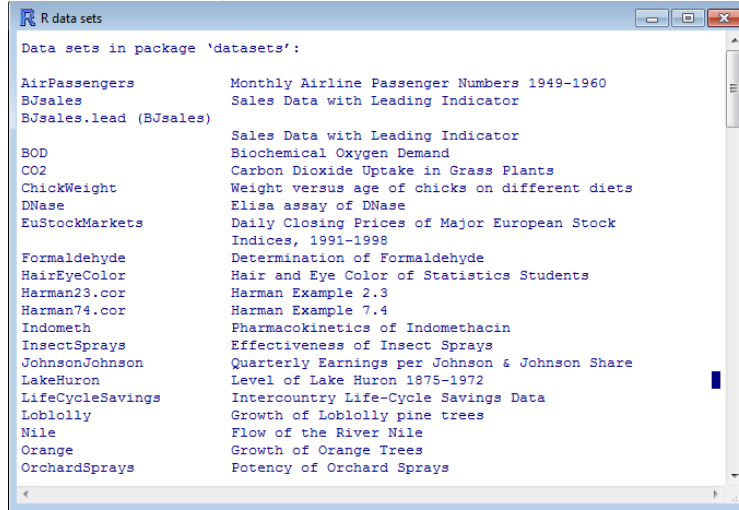 R data sets
Data sets in package ‘datasets’:
AirPassengers Monthly Airline Passenger Numbers 1949-1960
BJsales Sales Data with Leading Indicator
BJsales.lead (BJsales)
Sales Data with Leading Indicator
BOD Biochemical Oxygen Demand
CO2 Carbon Dioxide Uptake in Grass Plants
ChickWeight Weight versus age of chicks on different diets
DNase Elisa assay of DNase
EuStockMarkets Daily Closing Prices of Major European Stock
Indices, 1991-1998
Formaldehyde Determination of Formaldehyde
HairEyeColor Hair and Eye Color of Statistics Students
Harman23.cor Harman Example 2.3
Harman74.cor Harman Example 7.4
Indometh Pharmacokinetics of Indomethacin
InsectSprays Effectiveness of Insect Sprays
JohnsonJohnson Quarterly Earnings per Johnson & Johnson Share
LakeHuron Level of Lake Huron 1875-1972
LifeCycleSavings Intercountry Life-Cycle Savings Data
Loblolly Growth of Loblolly pine trees
Nile Flow of the River Nile
Orange Growth of Orange Trees
OrchardSprays Potency of Orchard Sprays